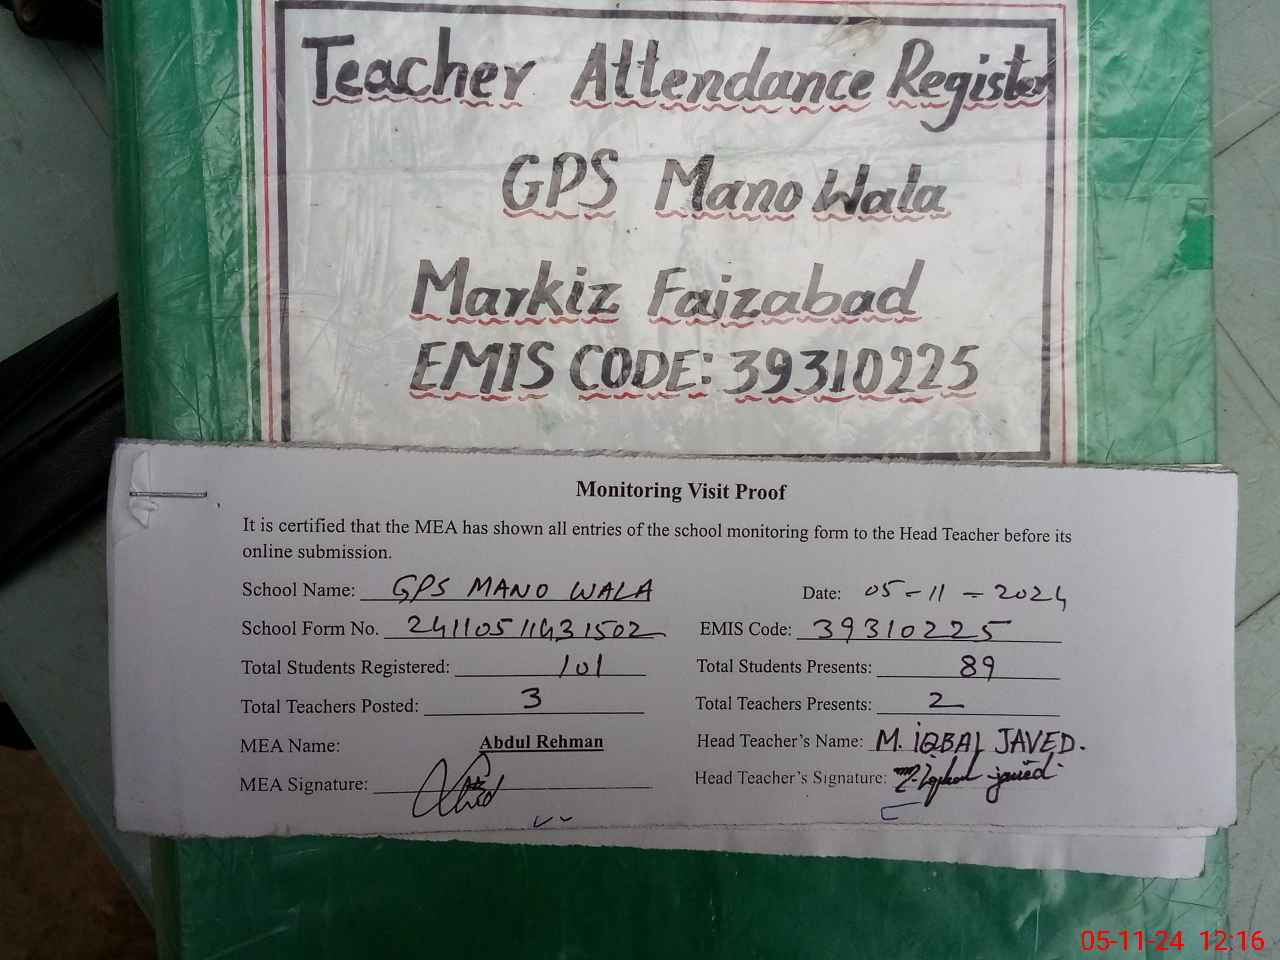 Teacher Attendance Register
GPS Mano Wala
Markiz Faizabad
EMIS CODE: 39310225
Monitoring Visit Proof
It is certified that the MEA has shown all entries of the school monitoring form to the Head Teacher before its
online submission.
School Name: GPS MANO WALA Date: 05-11-2024
School Form No. 24110511431502 EMIS Code: 39310225
Total Students Registered: 101 Total Students Presents: 89
Total Teachers Posted: 3 Total Teachers Presents: 2
MEA Name: Abdul Rehman Head Teacher's Name: M. IQBAL JAVED.
MEA Signature: Head Teacher's Signature: M. Iqbal javed
05-11-24 12:16